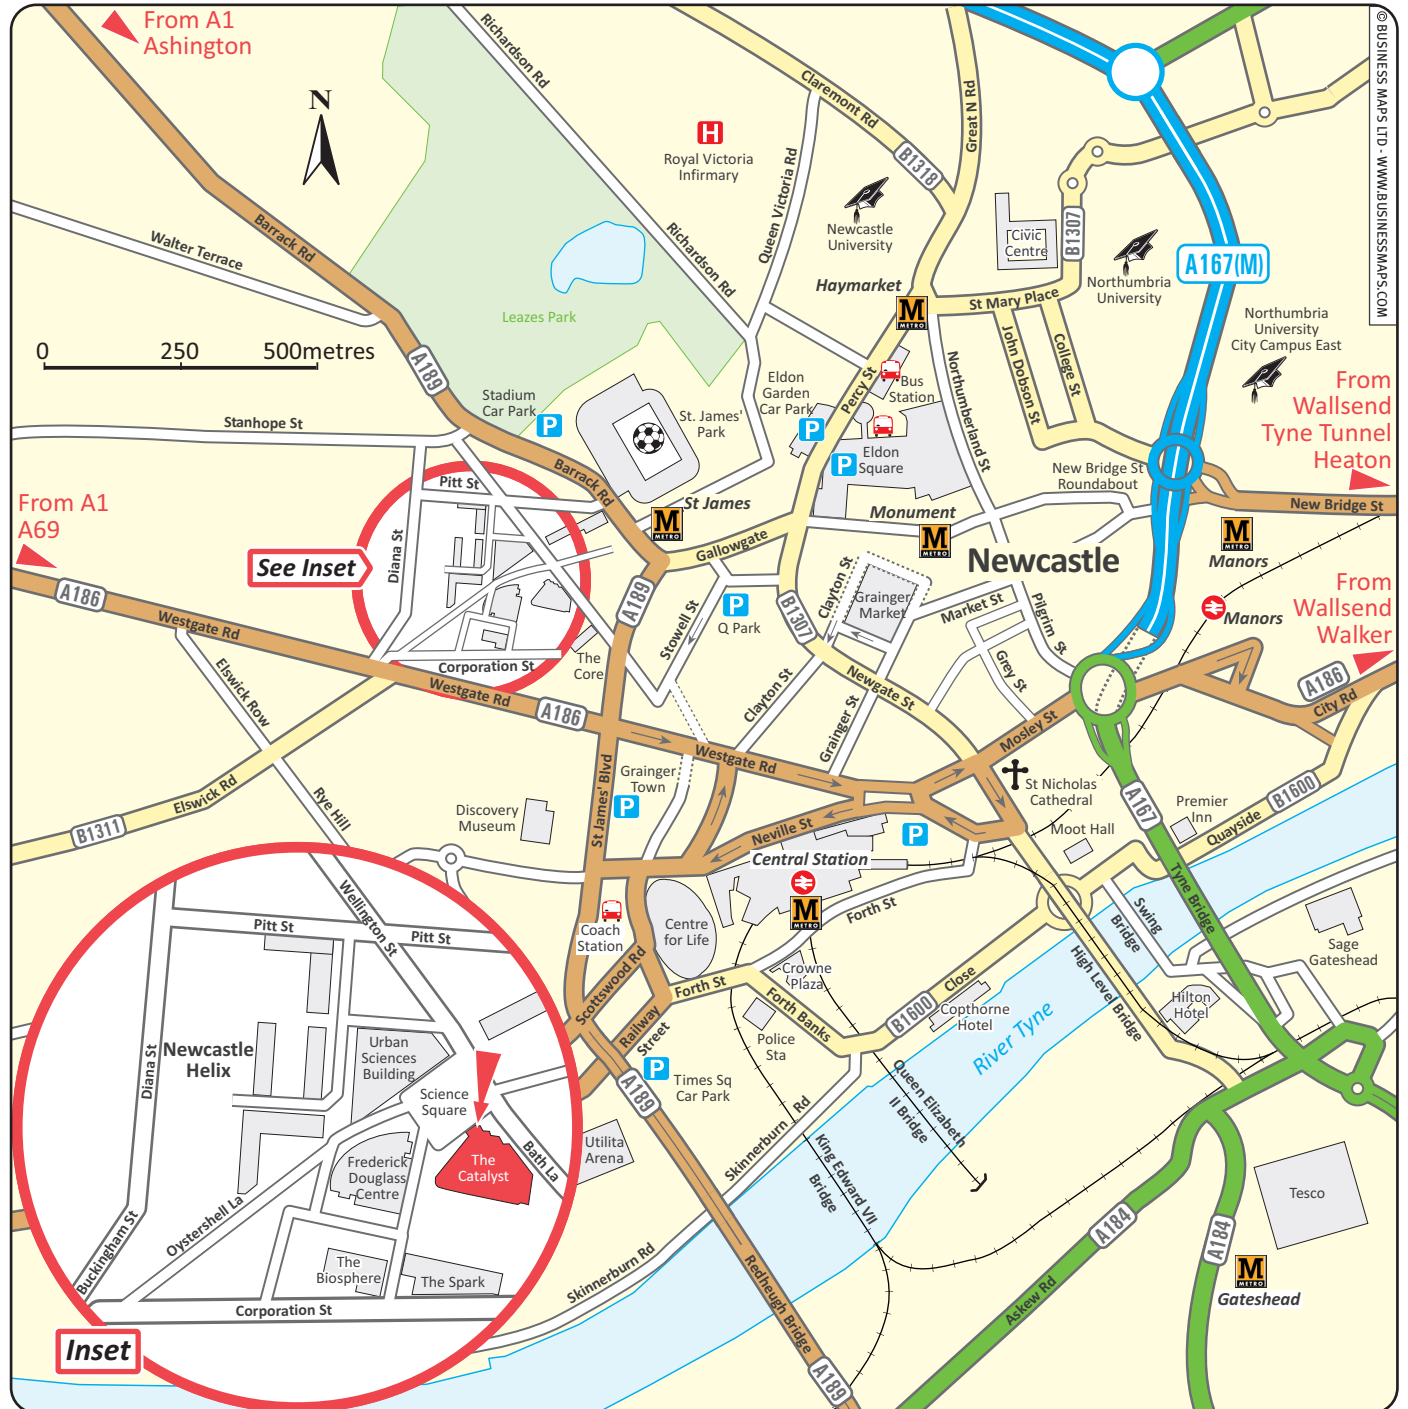 From A1
Ashington
© BUSINESS MAPS LTD - WWW.BUSINESSMAPS.COM
N
Richardson Rd
Claremont Rd
Great N Rd
H
Royal Victoria
Infirmary
B1318
Queen Victoria Rd
Newcastle
University
Civic
Centre
B1307
Northumbria
University
A167(M)
Barrack Rd
Walter Terrace
Richardson Rd
Haymarket
M
METRO
St Mary Place
Northumbria
University
City Campus East
Leazes Park
0 250 500metres
A189
John Dobson St
College St
Northumberland St
Percy St
Bus
Station
Eldon
Garden
Car Park
P
Stadium
Car Park
P
St. James'
Park
Eldon
Square
P
From
Wallsend
Tyne Tunnel
Heaton
Stanhope St
Barrack Rd
Pitt St
New Bridge St
Roundabout
New Bridge St
From A1
A69
St James
M
METRO
Monument
M
METRO
M
METRO
Manors
Gallowgate
Newcastle
See Inset
Diana St
A189
Clayton St
Grainger
Market
Market St
Pilgrim St
Manors
From
Wallsend
Walker
A186
Westgate Rd
P
Q Park
B1307
Stowell St
The
Core
Corporation St
Westgate Rd
Elswick Row
A186
Clayton St
Newgate St
Grainger St
Grey St
Mosley St
A186
City Rd
Westgate Rd
St James' Blvd
Grainger
Town
P
St Nicholas
Cathedral
A167
Premier
Inn
B1600
Quayside
Elswick Rd
B1311
Rye Hill
Discovery
Museum
Neville St
P
Moot Hall
Central Station
M
METRO
Forth St
Tyne Bridge
Swing
Bridge
Wellington St
Coach
Station
Centre
for Life
Sage
Gateshead
Pitt St
Pitt St
Scottswood Rd
Forth St
Crowne
Plaza
Close
High Level Bridge
Hilton
Hotel
Forth Banks
B1600
Copthorne
Hotel
River Tyne
Railway
Street
Police
Sta
Newcastle
Helix
Urban
Sciences
Building
Diana St
Science
Square
P
Times Sq
Car Park
A189
Queen Elizabeth
II Bridge
Skinnerburn Rd
King Edward VII
Bridge
Utilita
Arena
Bath La
The
Catalyst
Frederick
Douglass
Centre
Oystershell La
Buckingham St
The
Biosphere
The Spark
Corporation St
Skinnerburn Rd
Redheugh Bridge
A189
Inset
Tesco
A184
A184
Askew Rd
M
METRO
Gateshead